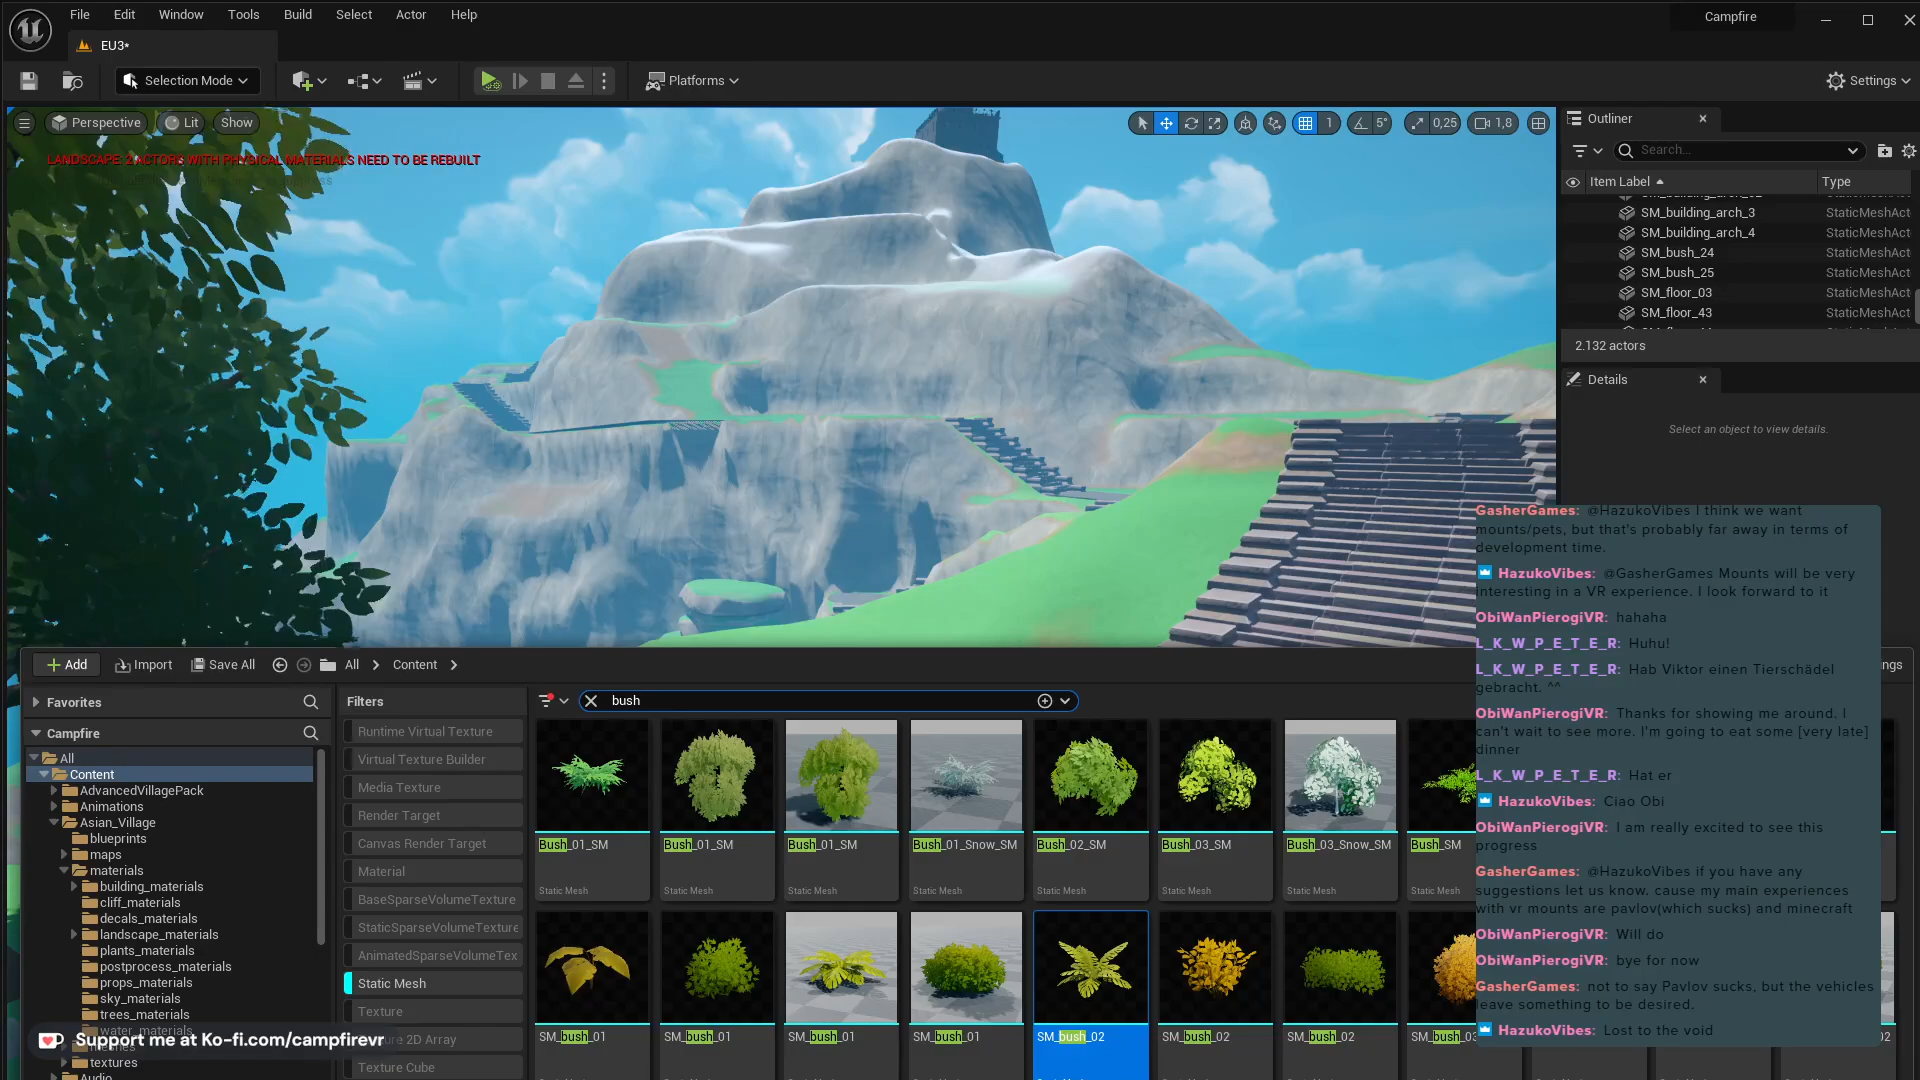 File Edit Window Tools Build Select Actor Help
Campfire
EU3*
Selection Mode
Platforms
Settings
Perspective Lit Show
1 5° 0,25 1,8
LANDSCAPE: 2 ACTORS WITH PHYSICAL MATERIALS NEED TO BE REBUILT
Outliner
Search...
Item Label Type
SM_building_arch_3 StaticMeshAct
SM_building_arch_4 StaticMeshAct
SM_bush_24 StaticMeshAct
SM_bush_25 StaticMeshAct
SM_floor_03 StaticMeshAct
SM_floor_43 StaticMeshAct
2.132 actors
Details
Select an object to view details.
GasherGames: @HazukoVibes I think we want
mounts/pets, but that's probably far away in terms of
development time.
HazukoVibes: @GasherGames Mounts will be very
interesting in a VR experience. I look forward to it
ObiWanPierogiVR: hahaha
L_K_W_P_E_T_E_R: Huhu!
L_K_W_P_E_T_E_R: Hab Viktor einen Tierschädel
gebracht. ^^
ObiWanPierogiVR: Thanks for showing me around. I
can't wait to see more. I'm going to eat some [very late]
dinner
L_K_W_P_E_T_E_R: Hat er
HazukoVibes: Ciao Obi
ObiWanPierogiVR: I am really excited to see this
progress
GasherGames: @HazukoVibes if you have any
suggestions let us know. cause my main experiences
with vr mounts are pavlov(which sucks) and minecraft
ObiWanPierogiVR: Will do
ObiWanPierogiVR: bye for now
GasherGames: not to say Pavlov sucks, but the vehicles
leave something to be desired.
HazukoVibes: Lost to the void
Add Import Save All All Content
ngs
Favorites
Campfire
All
Content
AdvancedVillagePack
Animations
Asian_Village
blueprints
maps
materials
building_materials
cliff_materials
decals_materials
landscape_materials
plants_materials
postprocess_materials
props_materials
sky_materials
trees_materials
water_materials
textures
Audio
Support me at Ko-fi.com/campfirevr
Filters
Runtime Virtual Texture
Virtual Texture Builder
Media Texture
Render Target
Canvas Render Target
Material
BaseSparseVolumeTexture
StaticSparseVolumeTexture
AnimatedSparseVolumeTex
Static Mesh
Texture
2D Array
Texture Cube
bush
Bush_01_SM Bush_01_SM Bush_01_SM Bush_01_Snow_SM Bush_02_SM Bush_03_SM Bush_03_Snow_SM Bush_SM
Static Mesh Static Mesh Static Mesh Static Mesh Static Mesh Static Mesh Static Mesh Static Mesh
SM_bush_01 SM_bush_01 SM_bush_01 SM_bush_01 SM_bush_02 SM_bush_02 SM_bush_02 SM_bush_03